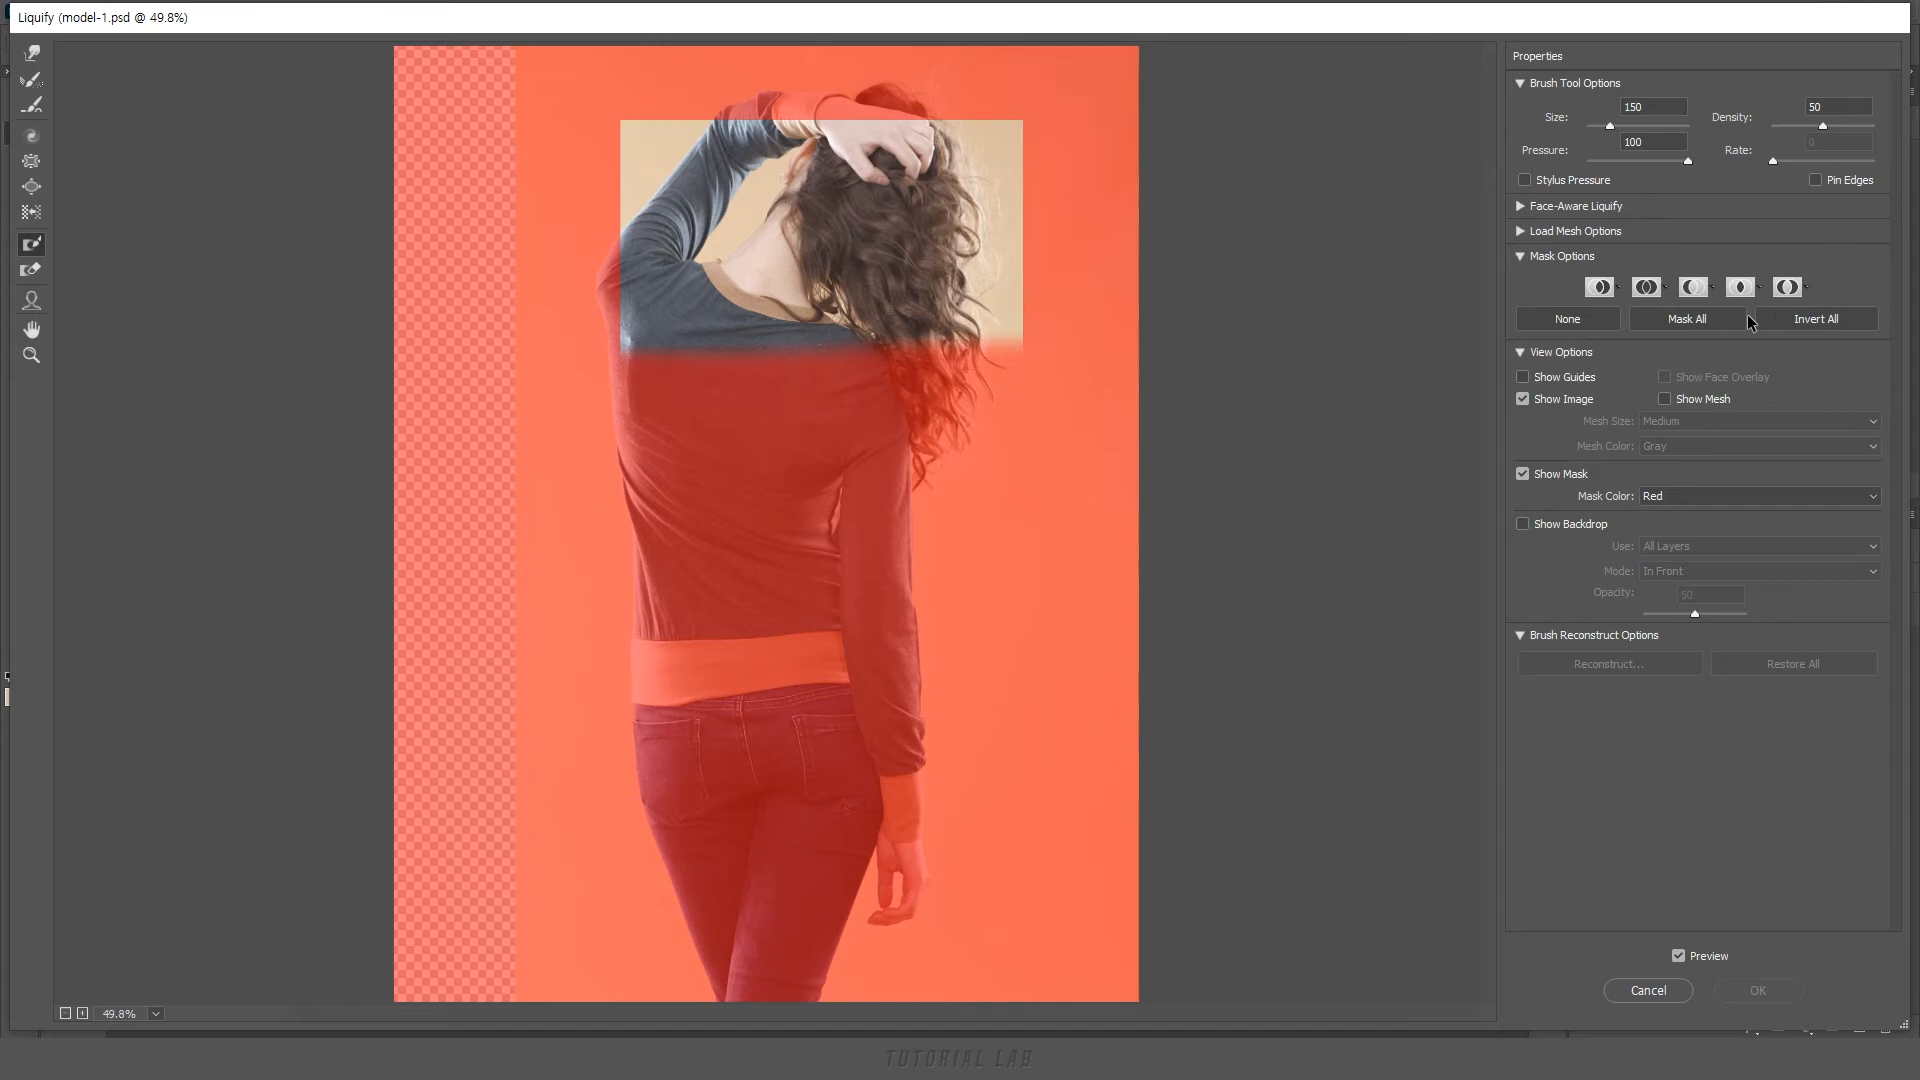 Liquify (model-1.psd @ 49.8%)
Properties
Brush Tool Options
Size: 150 Density: 50
Pressure: 100 Rate: 0
Stylus Pressure Pin Edges
Face-Aware Liquify
Load Mesh Options
Mask Options
None Mask All Invert All
View Options
Show Guides Show Face Overlay
Show Image Show Mesh
Mesh Size: Medium
Mesh Color: Gray
Show Mask
Mask Color: Red
Show Backdrop
Use: All Layers
Mode: In Front
Opacity: 50
Brush Reconstruct Options
Reconstruct... Restore All
Preview
Cancel OK
49.8%
TUTORIAL LAB